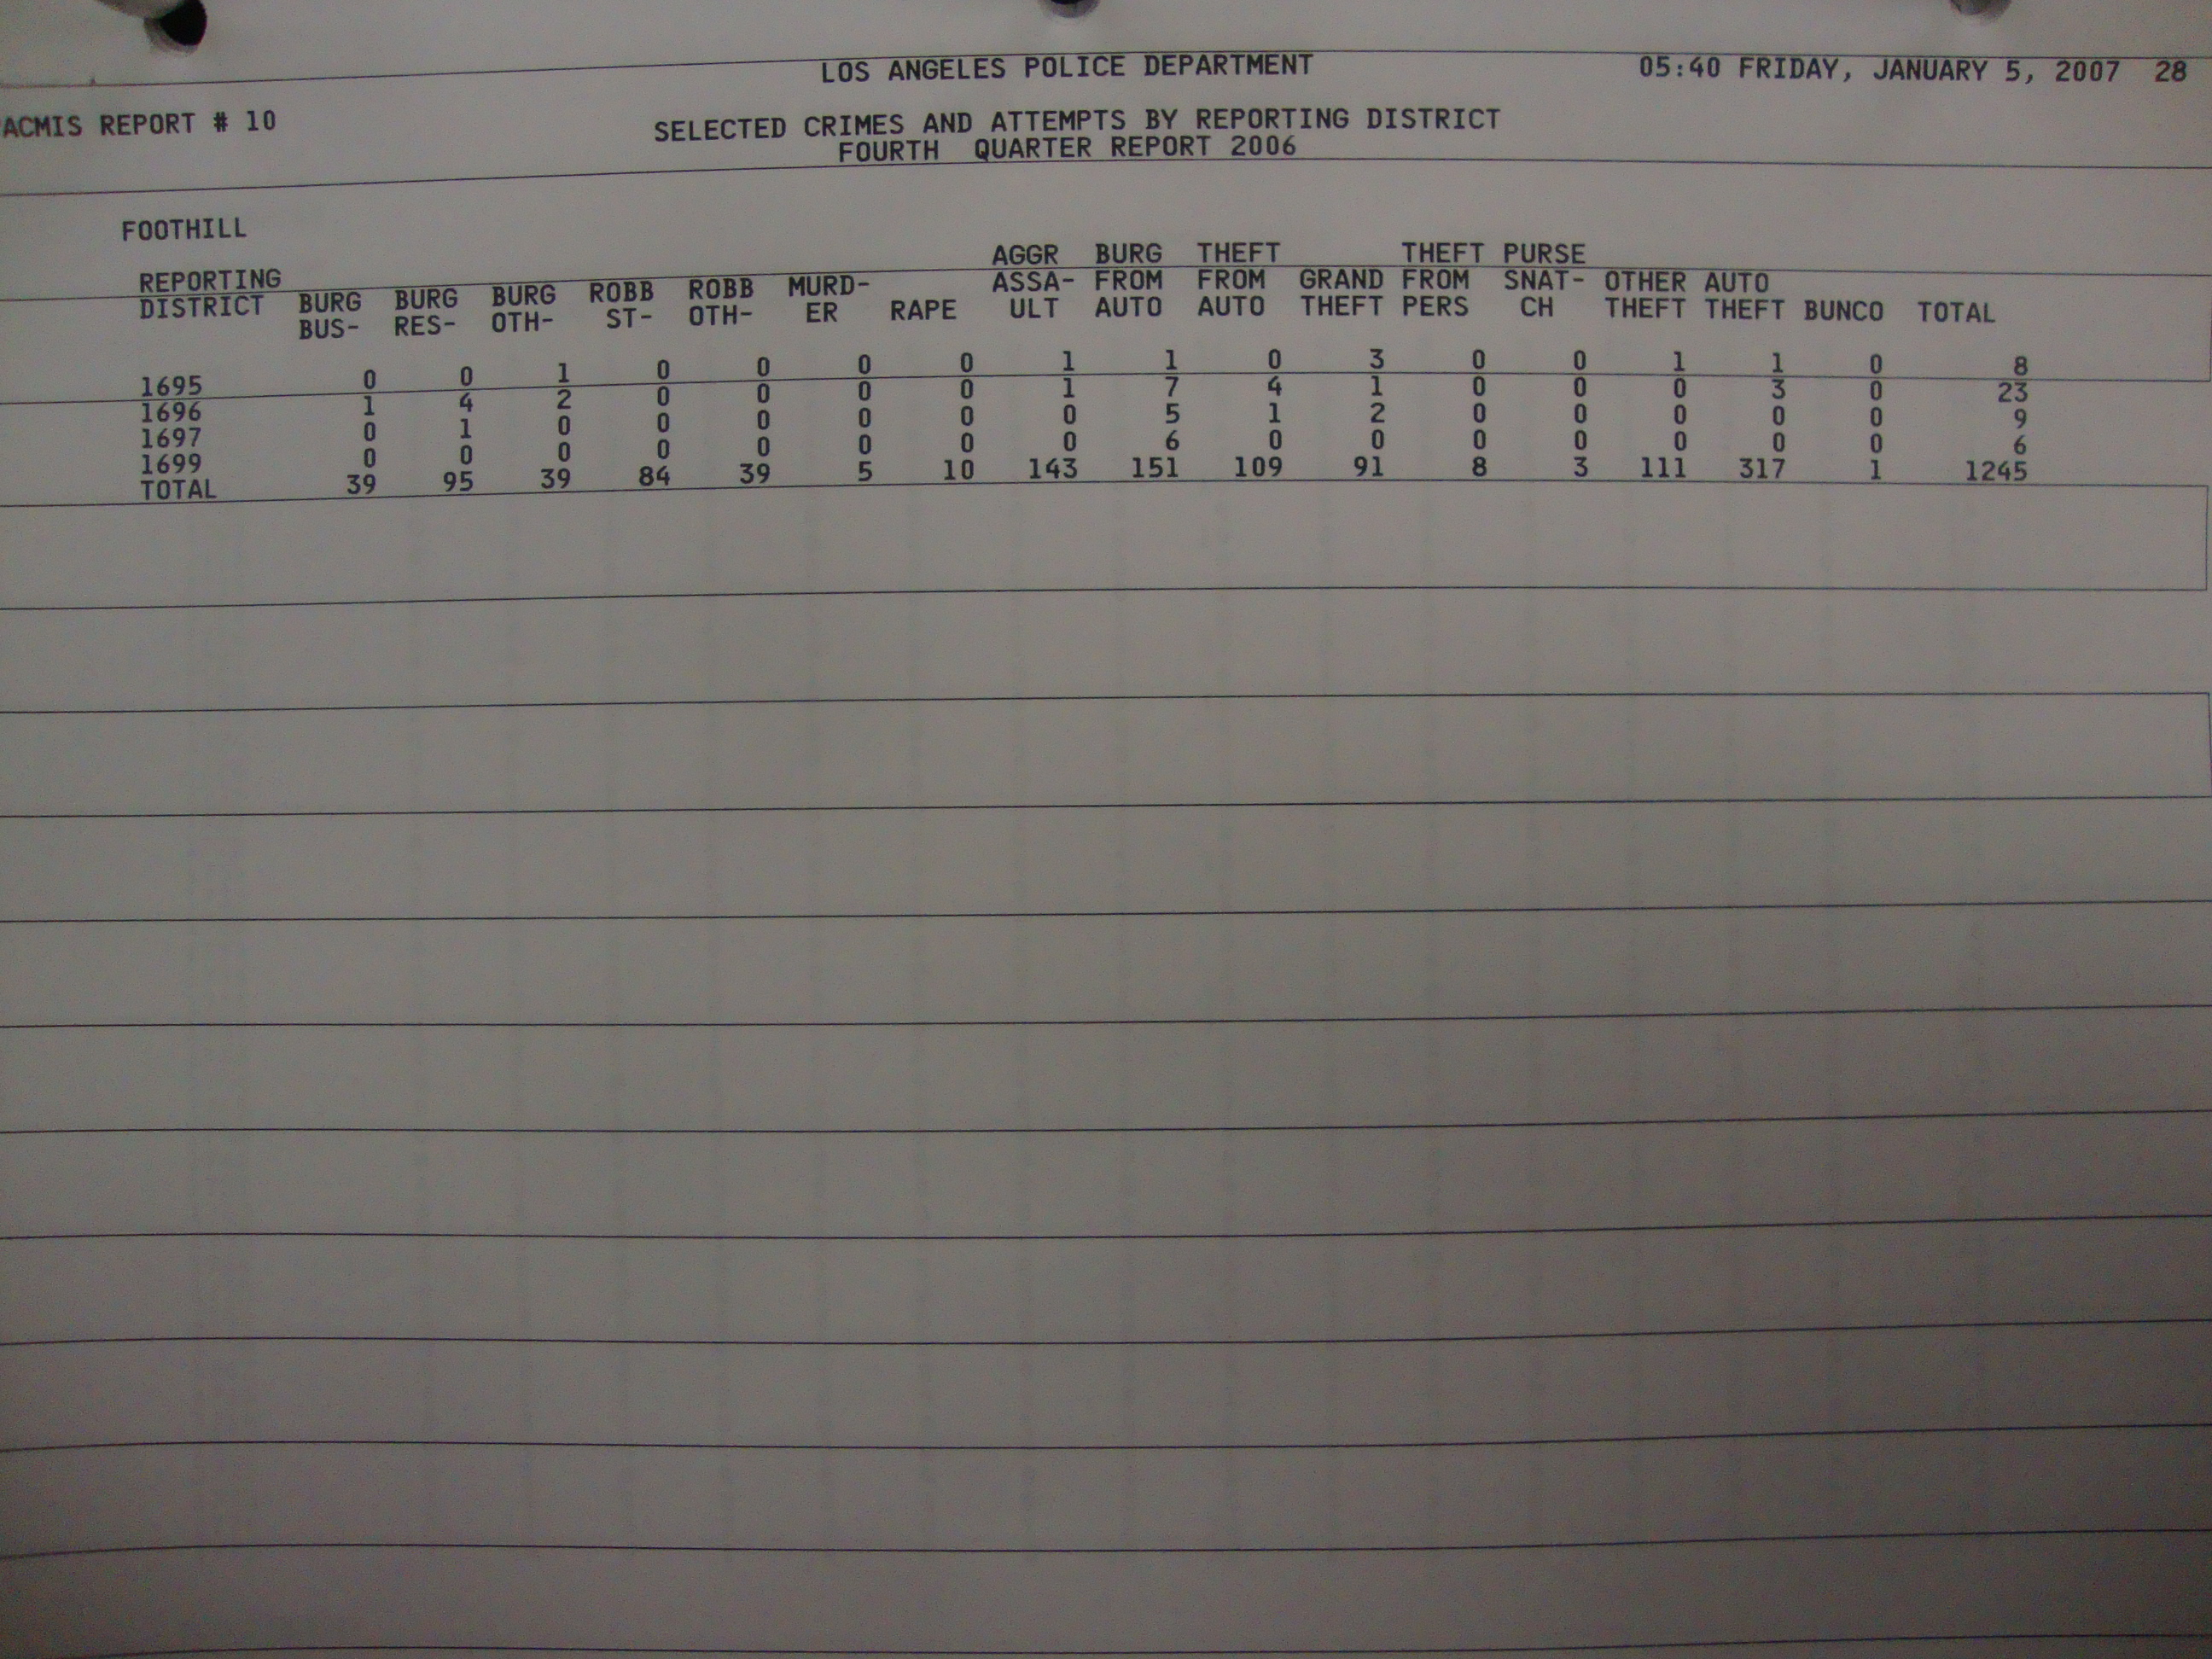 LOS ANGELES POLICE DEPARTMENT 05:40 FRIDAY, JANUARY 5, 2007 28
ACMIS REPORT # 10
SELECTED CRIMES AND ATTEMPTS BY REPORTING DISTRICT
FOURTH QUARTER REPORT 2006
FOOTHILL
AGGR BURG THEFT THEFT PURSE
REPORTING MURD- ASSA- FROM FROM GRAND FROM SNAT- OTHER AUTO
DISTRICT BURG BURG BURG ROBB ROBB ER RAPE ULT AUTO AUTO THEFT PERS CH THEFT THEFT BUNCO TOTAL
BUS- RES- OTH- ST- OTH-
1695 0 0 1 0 0 0 0 1 1 0 3 0 0 1 1 0 8
1696 1 4 2 0 0 0 0 1 7 4 1 0 0 0 3 0 23
1697 0 1 0 0 0 0 0 0 5 1 2 0 0 0 0 0 9
1699 0 0 0 0 0 0 0 0 6 0 0 0 0 0 0 0 6
TOTAL 39 95 39 84 39 5 10 143 151 109 91 8 3 111 317 1 1245